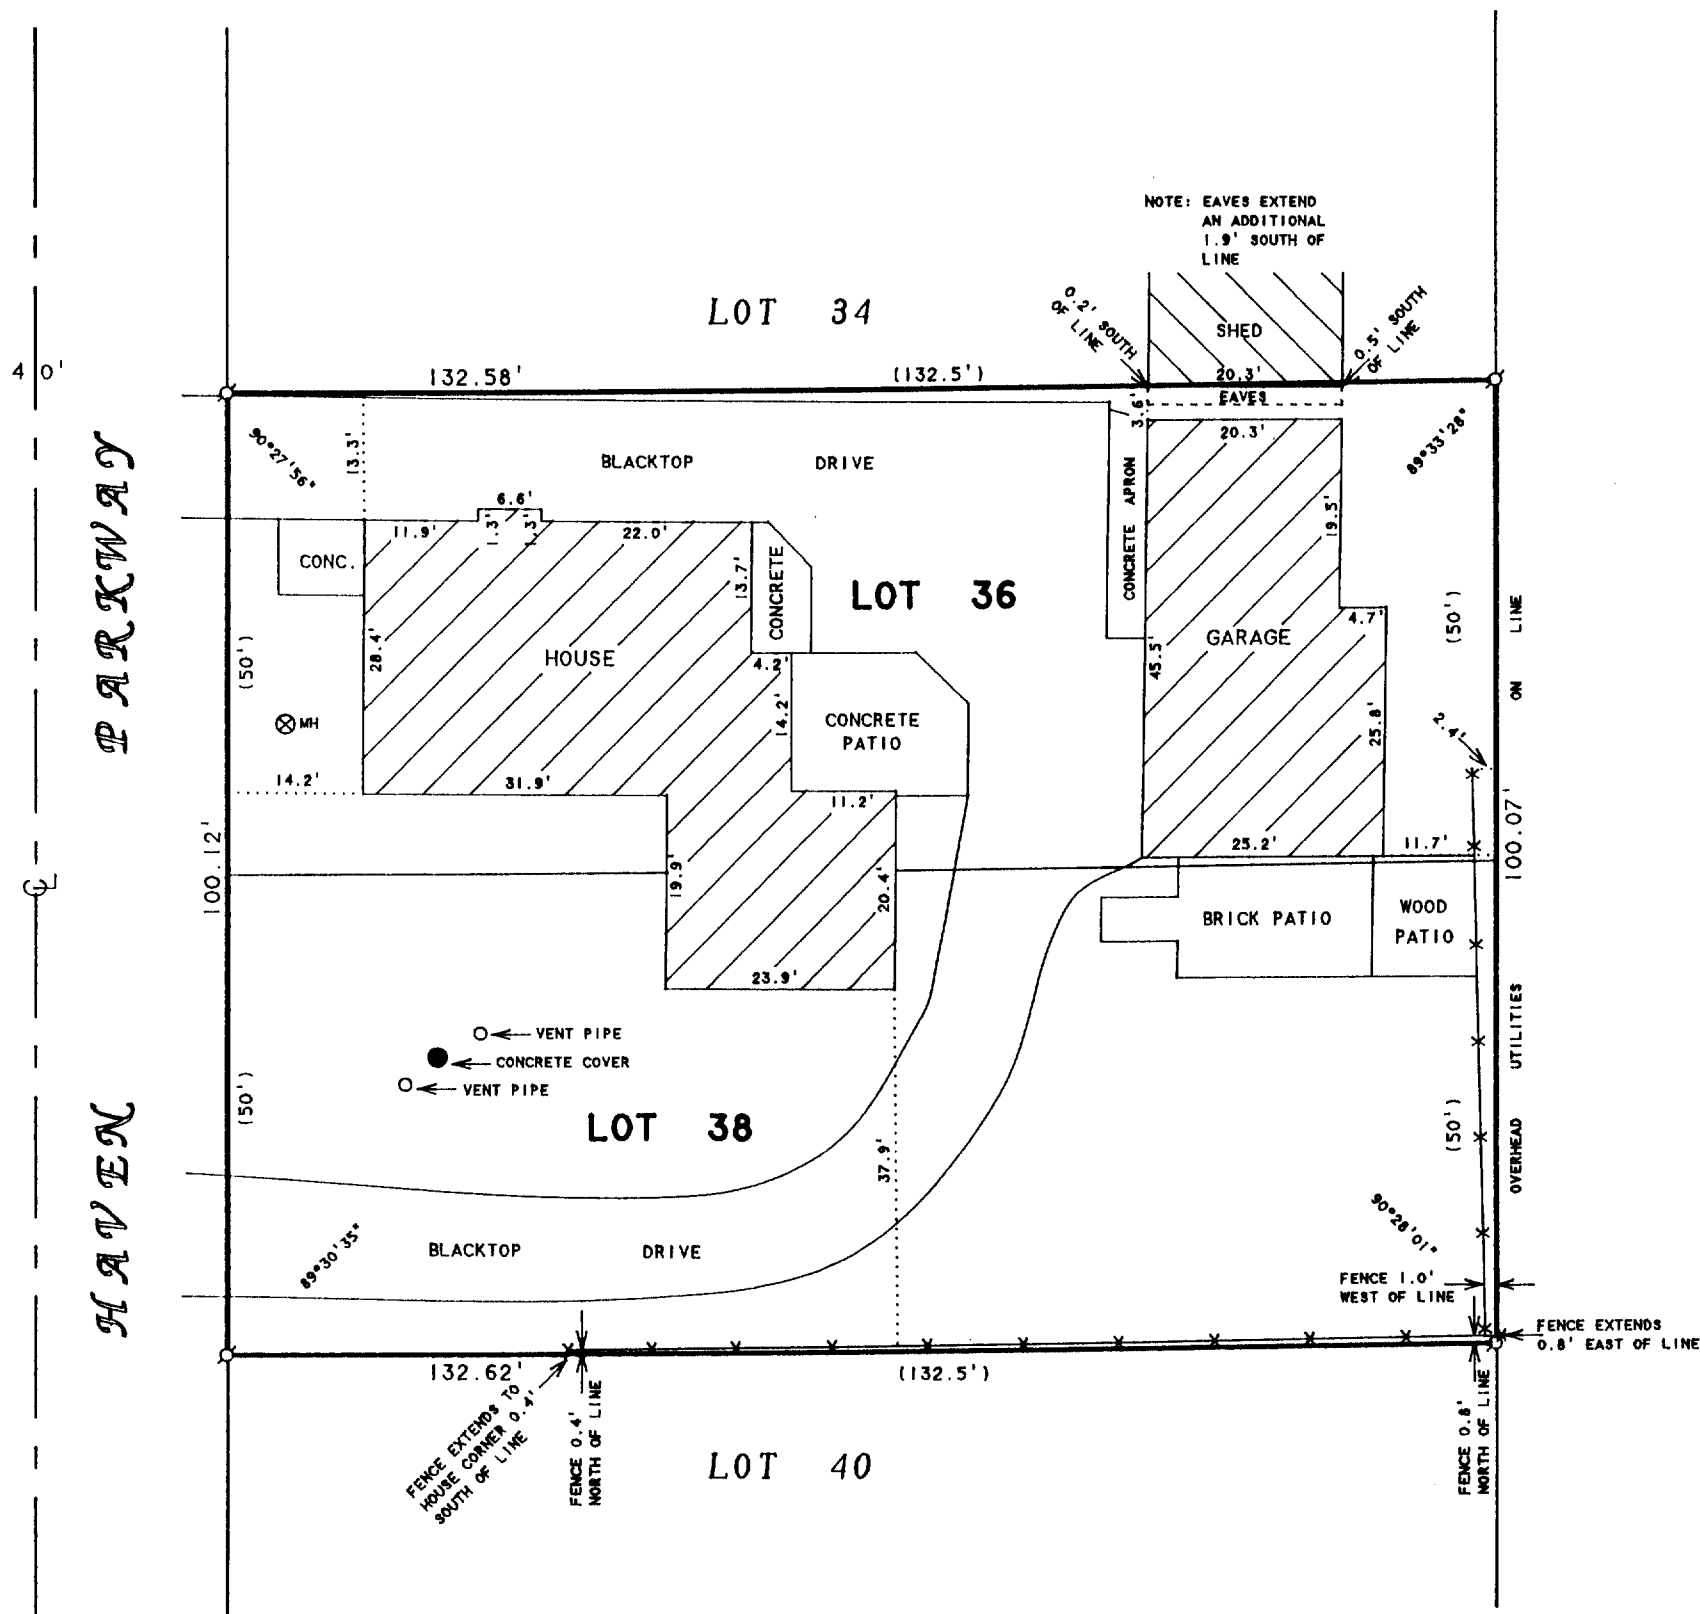 NOTE: EAVES EXTEND
AN ADDITIONAL
1.9' SOUTH OF
LINE
LOT 34
0.2' SOUTH
OF LINE
SHED
0.5' SOUTH
OF LINE
40'
132.58'
(132.5')
20.3'
EAVES
3.6'
20.3'
90°27'56"
13.3'
BLACKTOP DRIVE
89°33'28"
CONCRETE APRON
19.5'
6.6'
11.9'
1.3'
1.3'
22.0'
CONC.
13.7'
CONCRETE
LOT 36
PARKWAY
(50')
28.4'
HOUSE
4.2'
45.5'
GARAGE
4.7'
(50')
OVERHEAD UTILITIES ON LINE
MH
14.2'
CONCRETE
PATIO
25.8'
2.4'
14.2'
31.9'
11.2'
100.12'
25.2'
11.7'
100.07'
CL
19.9'
20.4'
BRICK PATIO
WOOD
PATIO
23.9'
VENT PIPE
CONCRETE COVER
VENT PIPE
(50')
LOT 38
(50')
HAVEN
37.9'
89°30'35"
BLACKTOP DRIVE
90°28'01"
FENCE 1.0'
WEST OF LINE
FENCE EXTENDS
0.8' EAST OF LINE
132.62'
(132.5')
FENCE EXTENDS TO
HOUSE CORNER 0.4'
SOUTH OF LINE
FENCE 0.4'
NORTH OF LINE
LOT 40
FENCE 0.8'
NORTH OF LINE